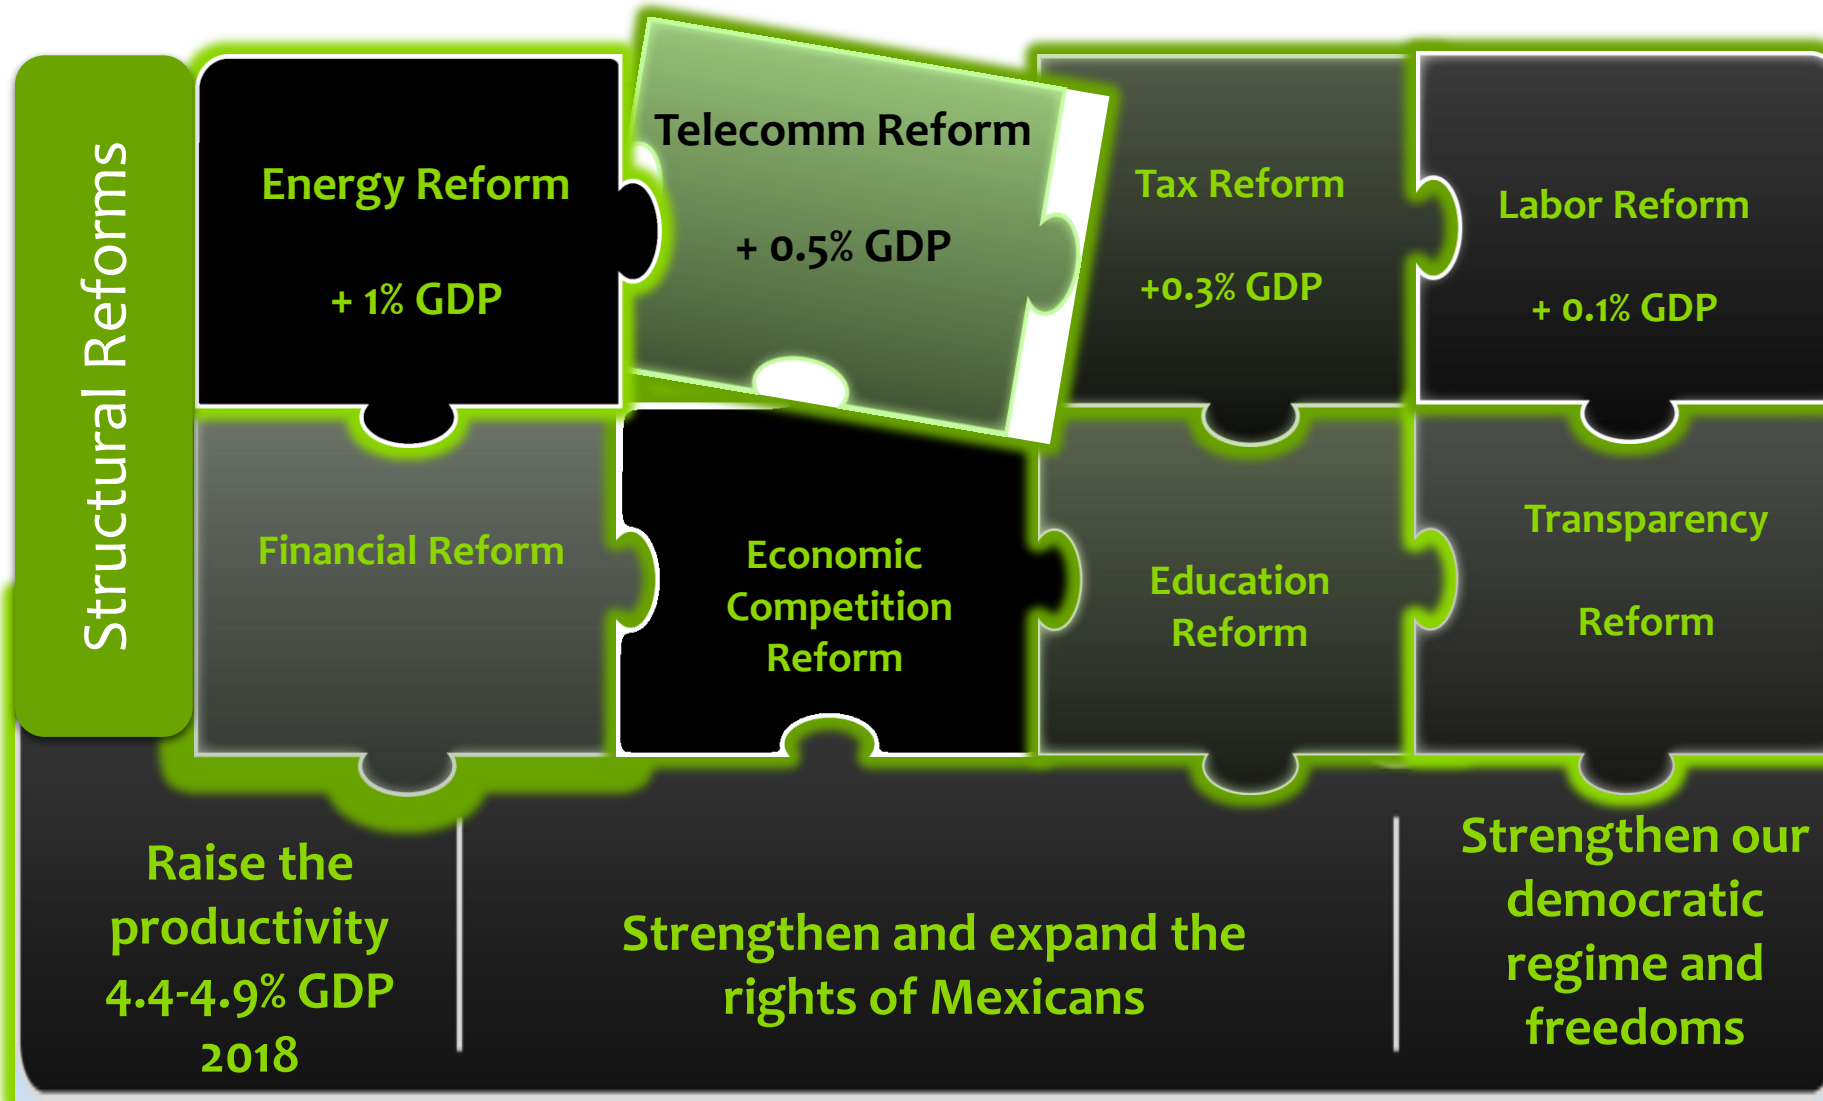 Structural Reforms
Energy Reform
+ 1% GDP
Telecomm Reform
+ 0.5% GDP
Tax Reform
+0.3% GDP
Labor Reform
+ 0.1% GDP
Financial Reform
Economic
Competition
Reform
Education
Reform
Transparency
Reform
Raise the
productivity
4.4-4.9% GDP
2018
Strengthen and expand the
rights of Mexicans
Strengthen our
democratic
regime and
freedoms